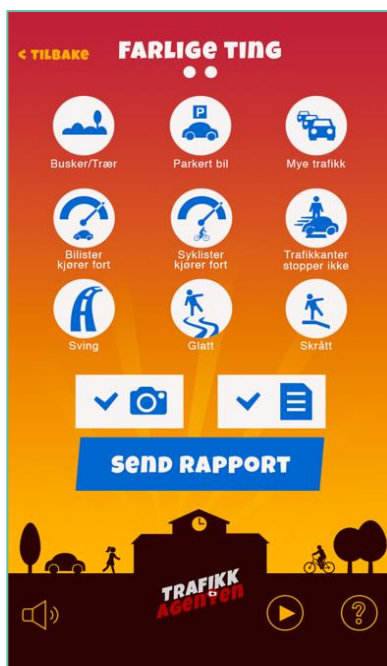 < TILBAKE
FARLIGE TING
P
Busker/Trær
Parkert bil
Mye trafikk
Bilister
kjører fort
Syklister
kjører fort
Trafikkanter
stopper ikke
Sving
Glatt
Skrått
SEND RAPPORT
TRAFIKK
AGENTEN
?